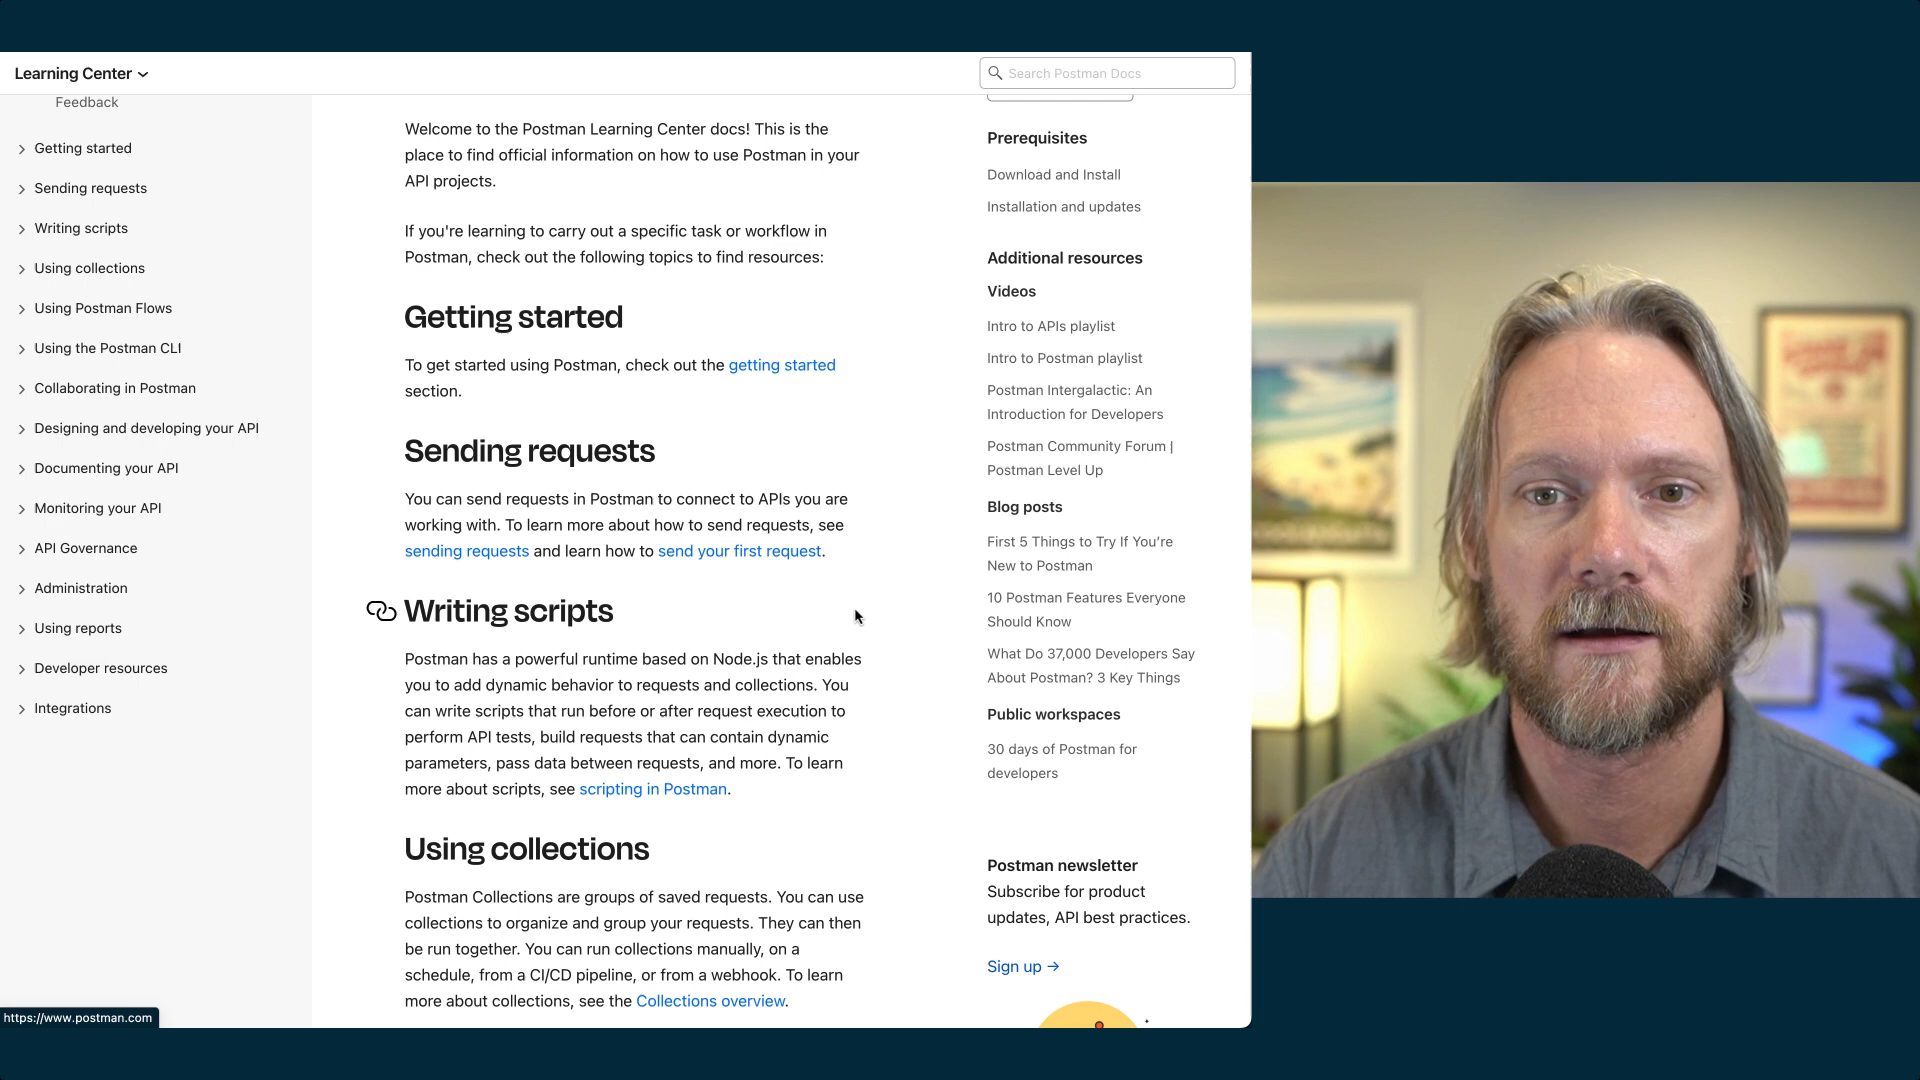 Learning Center
Search Postman Docs
Feedback
Getting started
Sending requests
Writing scripts
Using collections
Using Postman Flows
Using the Postman CLI
Collaborating in Postman
Designing and developing your API
Documenting your API
Monitoring your API
API Governance
Administration
Using reports
Developer resources
Integrations
https://www.postman.com
Welcome to the Postman Learning Center docs! This is the
place to find official information on how to use Postman in your
API projects.
If you're learning to carry out a specific task or workflow in
Postman, check out the following topics to find resources:
Getting started
To get started using Postman, check out the getting started
section.
Sending requests
You can send requests in Postman to connect to APIs you are
working with. To learn more about how to send requests, see
sending requests and learn how to send your first request.
Writing scripts
Postman has a powerful runtime based on Node.js that enables
you to add dynamic behavior to requests and collections. You
can write scripts that run before or after request execution to
perform API tests, build requests that can contain dynamic
parameters, pass data between requests, and more. To learn
more about scripts, see scripting in Postman.
Using collections
Postman Collections are groups of saved requests. You can use
collections to organize and group your requests. They can then
be run together. You can run collections manually, on a
schedule, from a CI/CD pipeline, or from a webhook. To learn
more about collections, see the Collections overview.
Prerequisites
Download and Install
Installation and updates
Additional resources
Videos
Intro to APIs playlist
Intro to Postman playlist
Postman Intergalactic: An
Introduction for Developers
Postman Community Forum |
Postman Level Up
Blog posts
First 5 Things to Try If You're
New to Postman
10 Postman Features Everyone
Should Know
What Do 37,000 Developers Say
About Postman? 3 Key Things
Public workspaces
30 days of Postman for
developers
Postman newsletter
Subscribe for product
updates, API best practices.
Sign up →